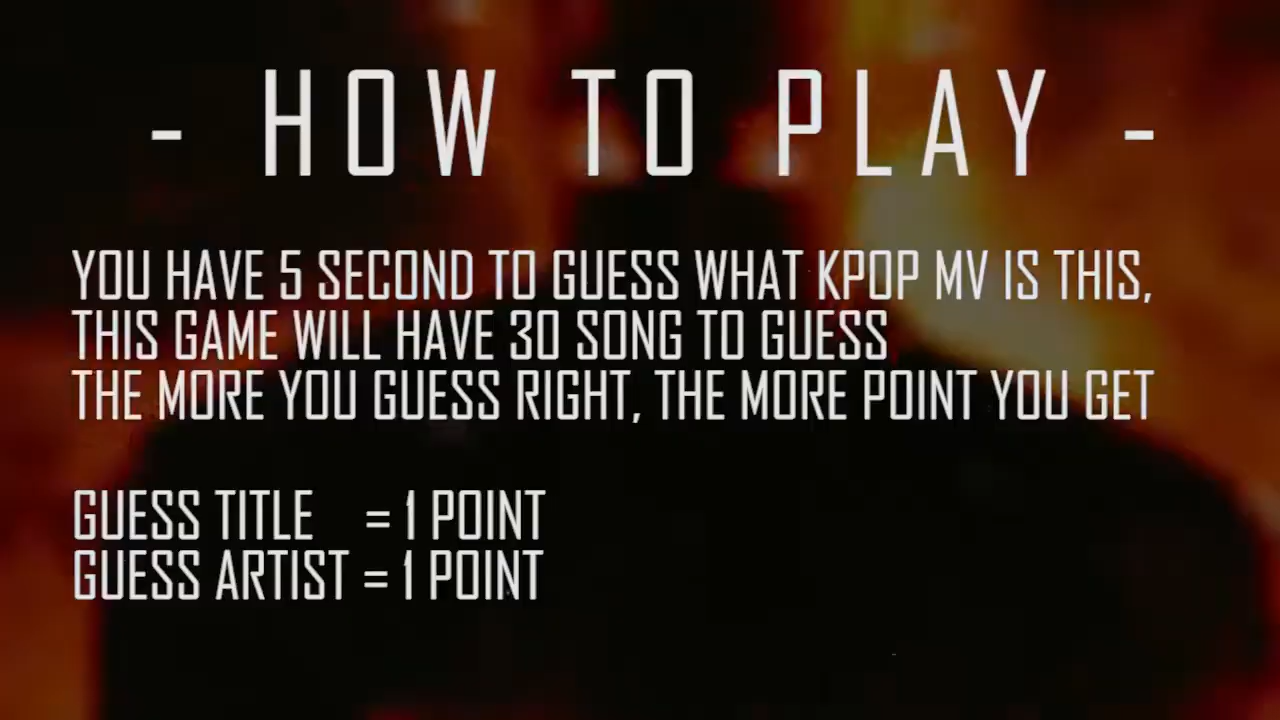 - HOW TO PLAY -
YOU HAVE 5 SECOND TO GUESS WHAT KPOP MV IS THIS,
THIS GAME WILL HAVE 30 SONG TO GUESS
THE MORE YOU GUESS RIGHT, THE MORE POINT YOU GET
GUESS TITLE = 1 POINT
GUESS ARTIST = 1 POINT